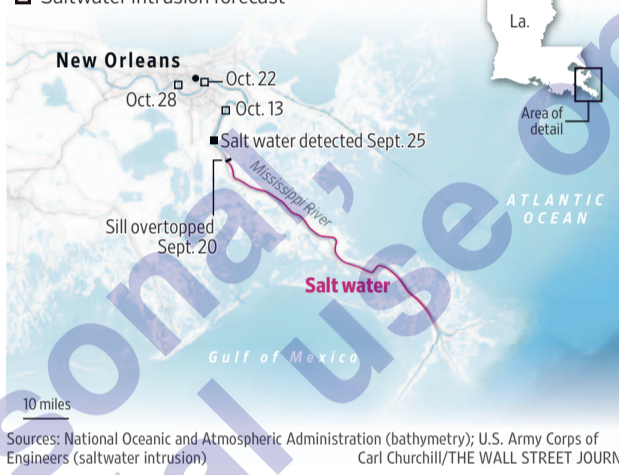 Saltwater intrusion forecast
La.
New Orleans
Oct. 22
Oct. 28
Oct. 13
Area of
detail
Salt water detected Sept. 25
Mississippi River
ATLANTIC
OCEAN
Sill overtopped
Sept. 20
Salt water
Gulf of Mexico
10 miles
Sources: National Oceanic and Atmospheric Administration (bathymetry); U.S. Army Corps of
Engineers (saltwater intrusion)
Carl Churchill/THE WALL STREET JOURN